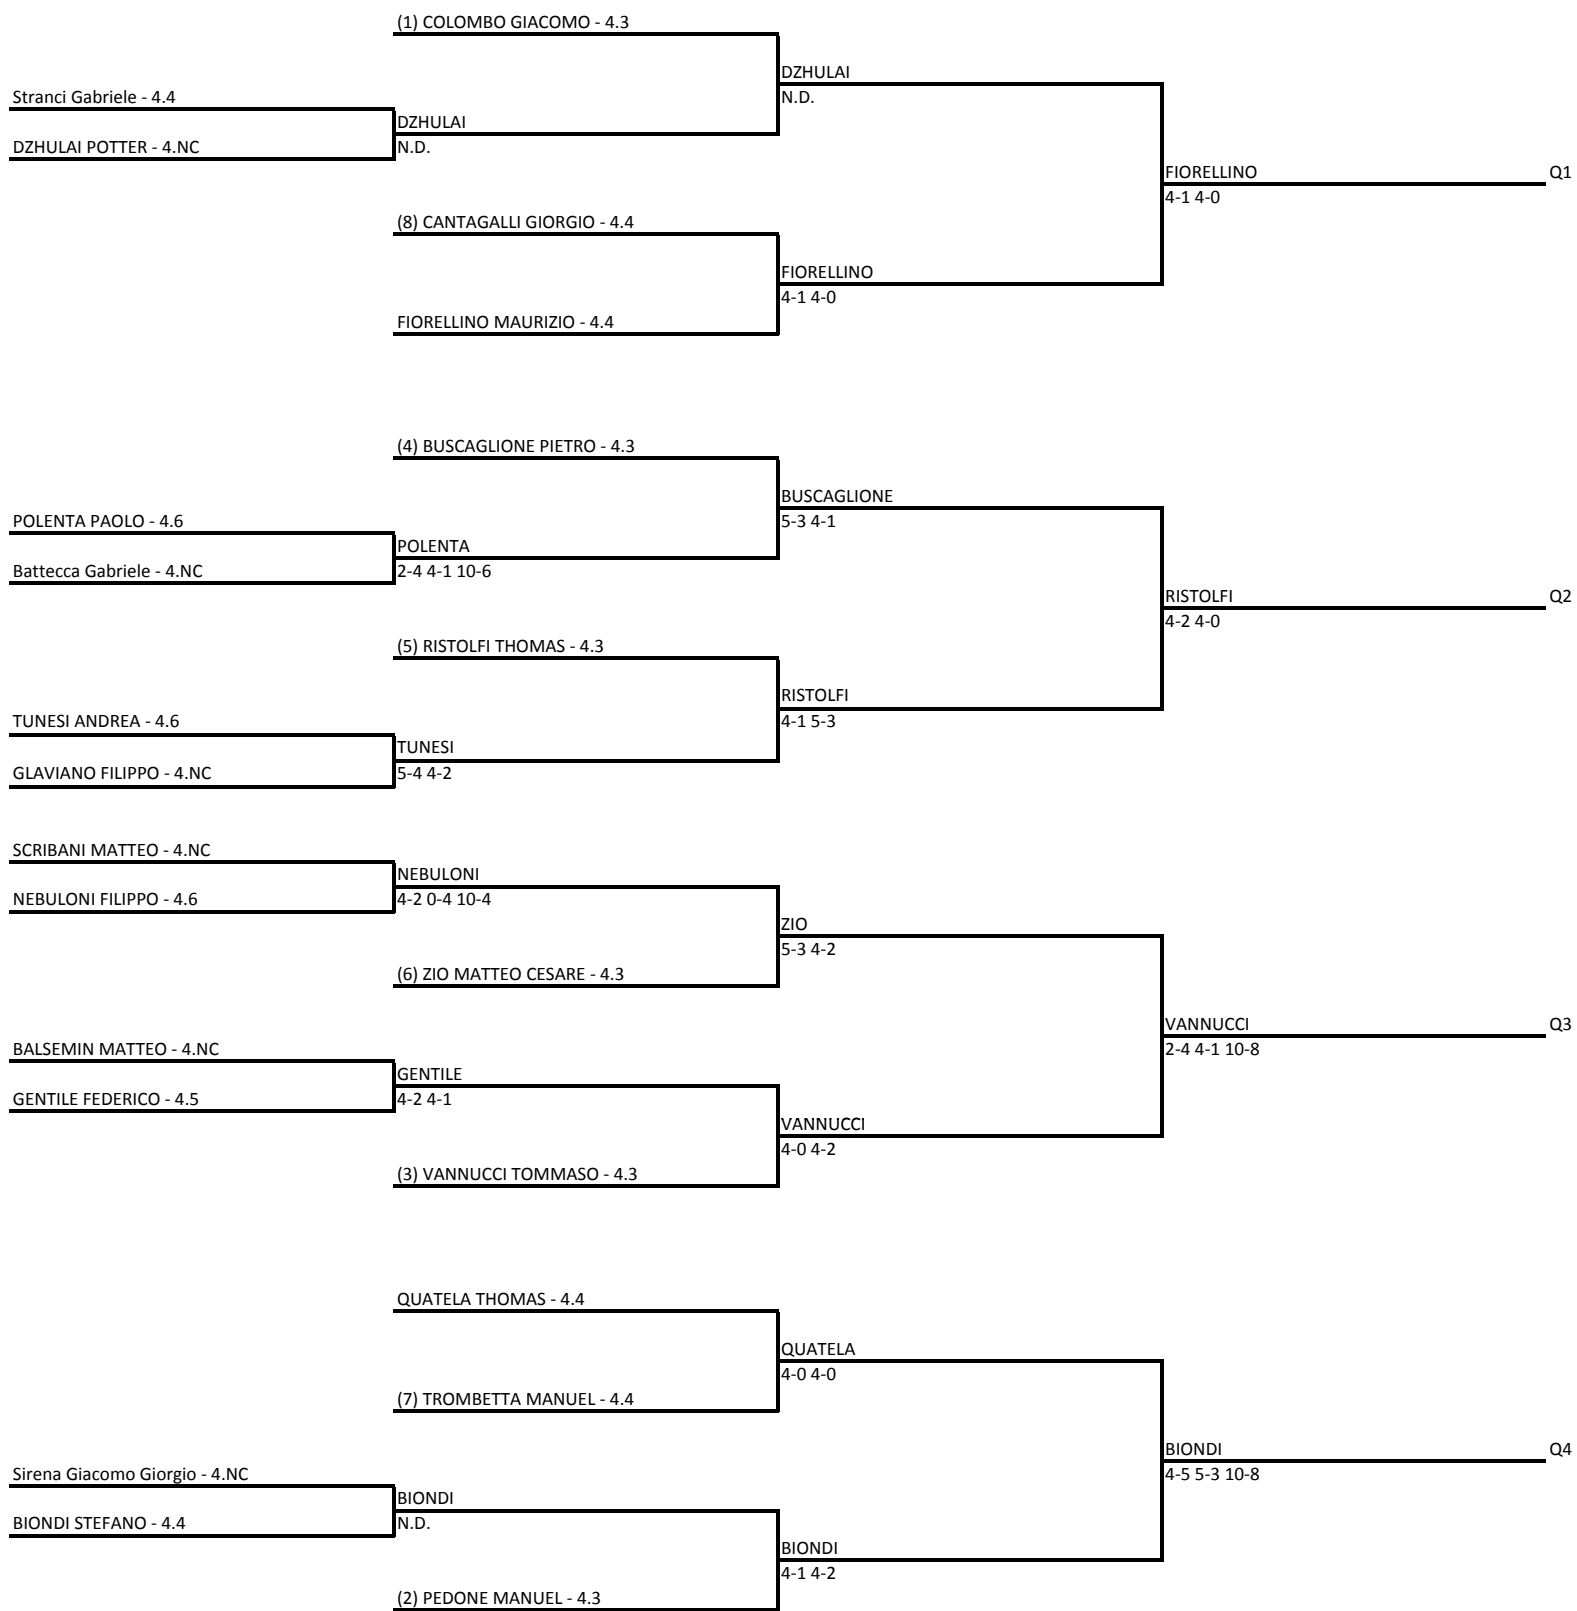 (1) COLOMBO GIACOMO - 4.3
DZHULAI
N.D.
Stranci Gabriele - 4.4
DZHULAI
N.D.
DZHULAI POTTER - 4.NC
FIORELLINO
Q1
4-1 4-0
(8) CANTAGALLI GIORGIO - 4.4
FIORELLINO
4-1 4-0
FIORELLINO MAURIZIO - 4.4
(4) BUSCAGLIONE PIETRO - 4.3
BUSCAGLIONE
5-3 4-1
POLENTA PAOLO - 4.6
POLENTA
2-4 4-1 10-6
Battecca Gabriele - 4.NC
RISTOLFI
Q2
4-2 4-0
(5) RISTOLFI THOMAS - 4.3
RISTOLFI
4-1 5-3
TUNESI ANDREA - 4.6
TUNESI
5-4 4-2
GLAVIANO FILIPPO - 4.NC
SCRIBANI MATTEO - 4.NC
NEBULONI
4-2 0-4 10-4
NEBULONI FILIPPO - 4.6
ZIO
5-3 4-2
(6) ZIO MATTEO CESARE - 4.3
VANNUCCI
Q3
2-4 4-1 10-8
BALSEMIN MATTEO - 4.NC
GENTILE
4-2 4-1
GENTILE FEDERICO - 4.5
VANNUCCI
4-0 4-2
(3) VANNUCCI TOMMASO - 4.3
QUATELA THOMAS - 4.4
QUATELA
4-0 4-0
(7) TROMBETTA MANUEL - 4.4
BIONDI
Q4
4-5 5-3 10-8
Sirena Giacomo Giorgio - 4.NC
BIONDI
N.D.
BIONDI STEFANO - 4.4
BIONDI
4-1 4-2
(2) PEDONE MANUEL - 4.3